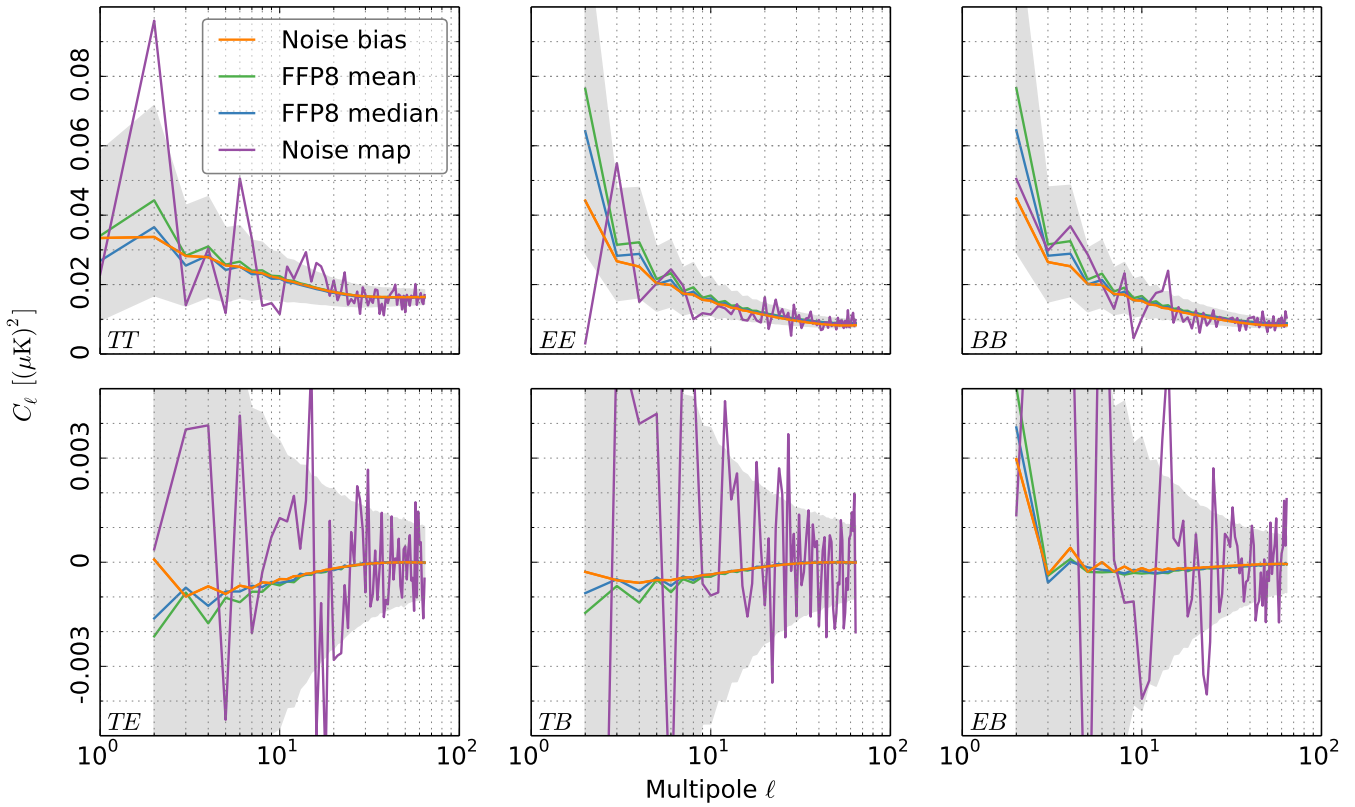 0.08
0.06
0.04
0.02
0
Noise bias
FFP8 mean
FFP8 median
Noise map
TT
EE
BB
C_ℓ [(μK)²]
0.003
0
-0.003
TE
TB
EB
10⁰ 10¹ 10²
10⁰ 10¹ 10²
10⁰ 10¹ 10²
Multipole ℓ